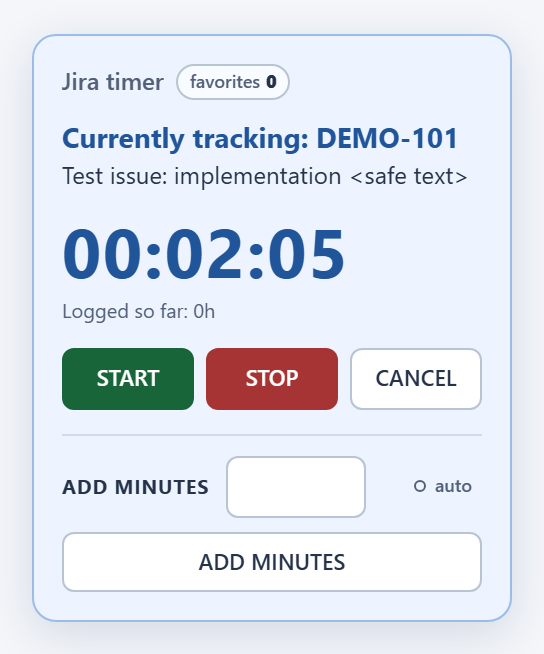 Jira timer favorites 0
Currently tracking: DEMO-101
Test issue: implementation <safe text>
00:02:05
Logged so far: 0h
START STOP CANCEL
ADD MINUTES auto
ADD MINUTES